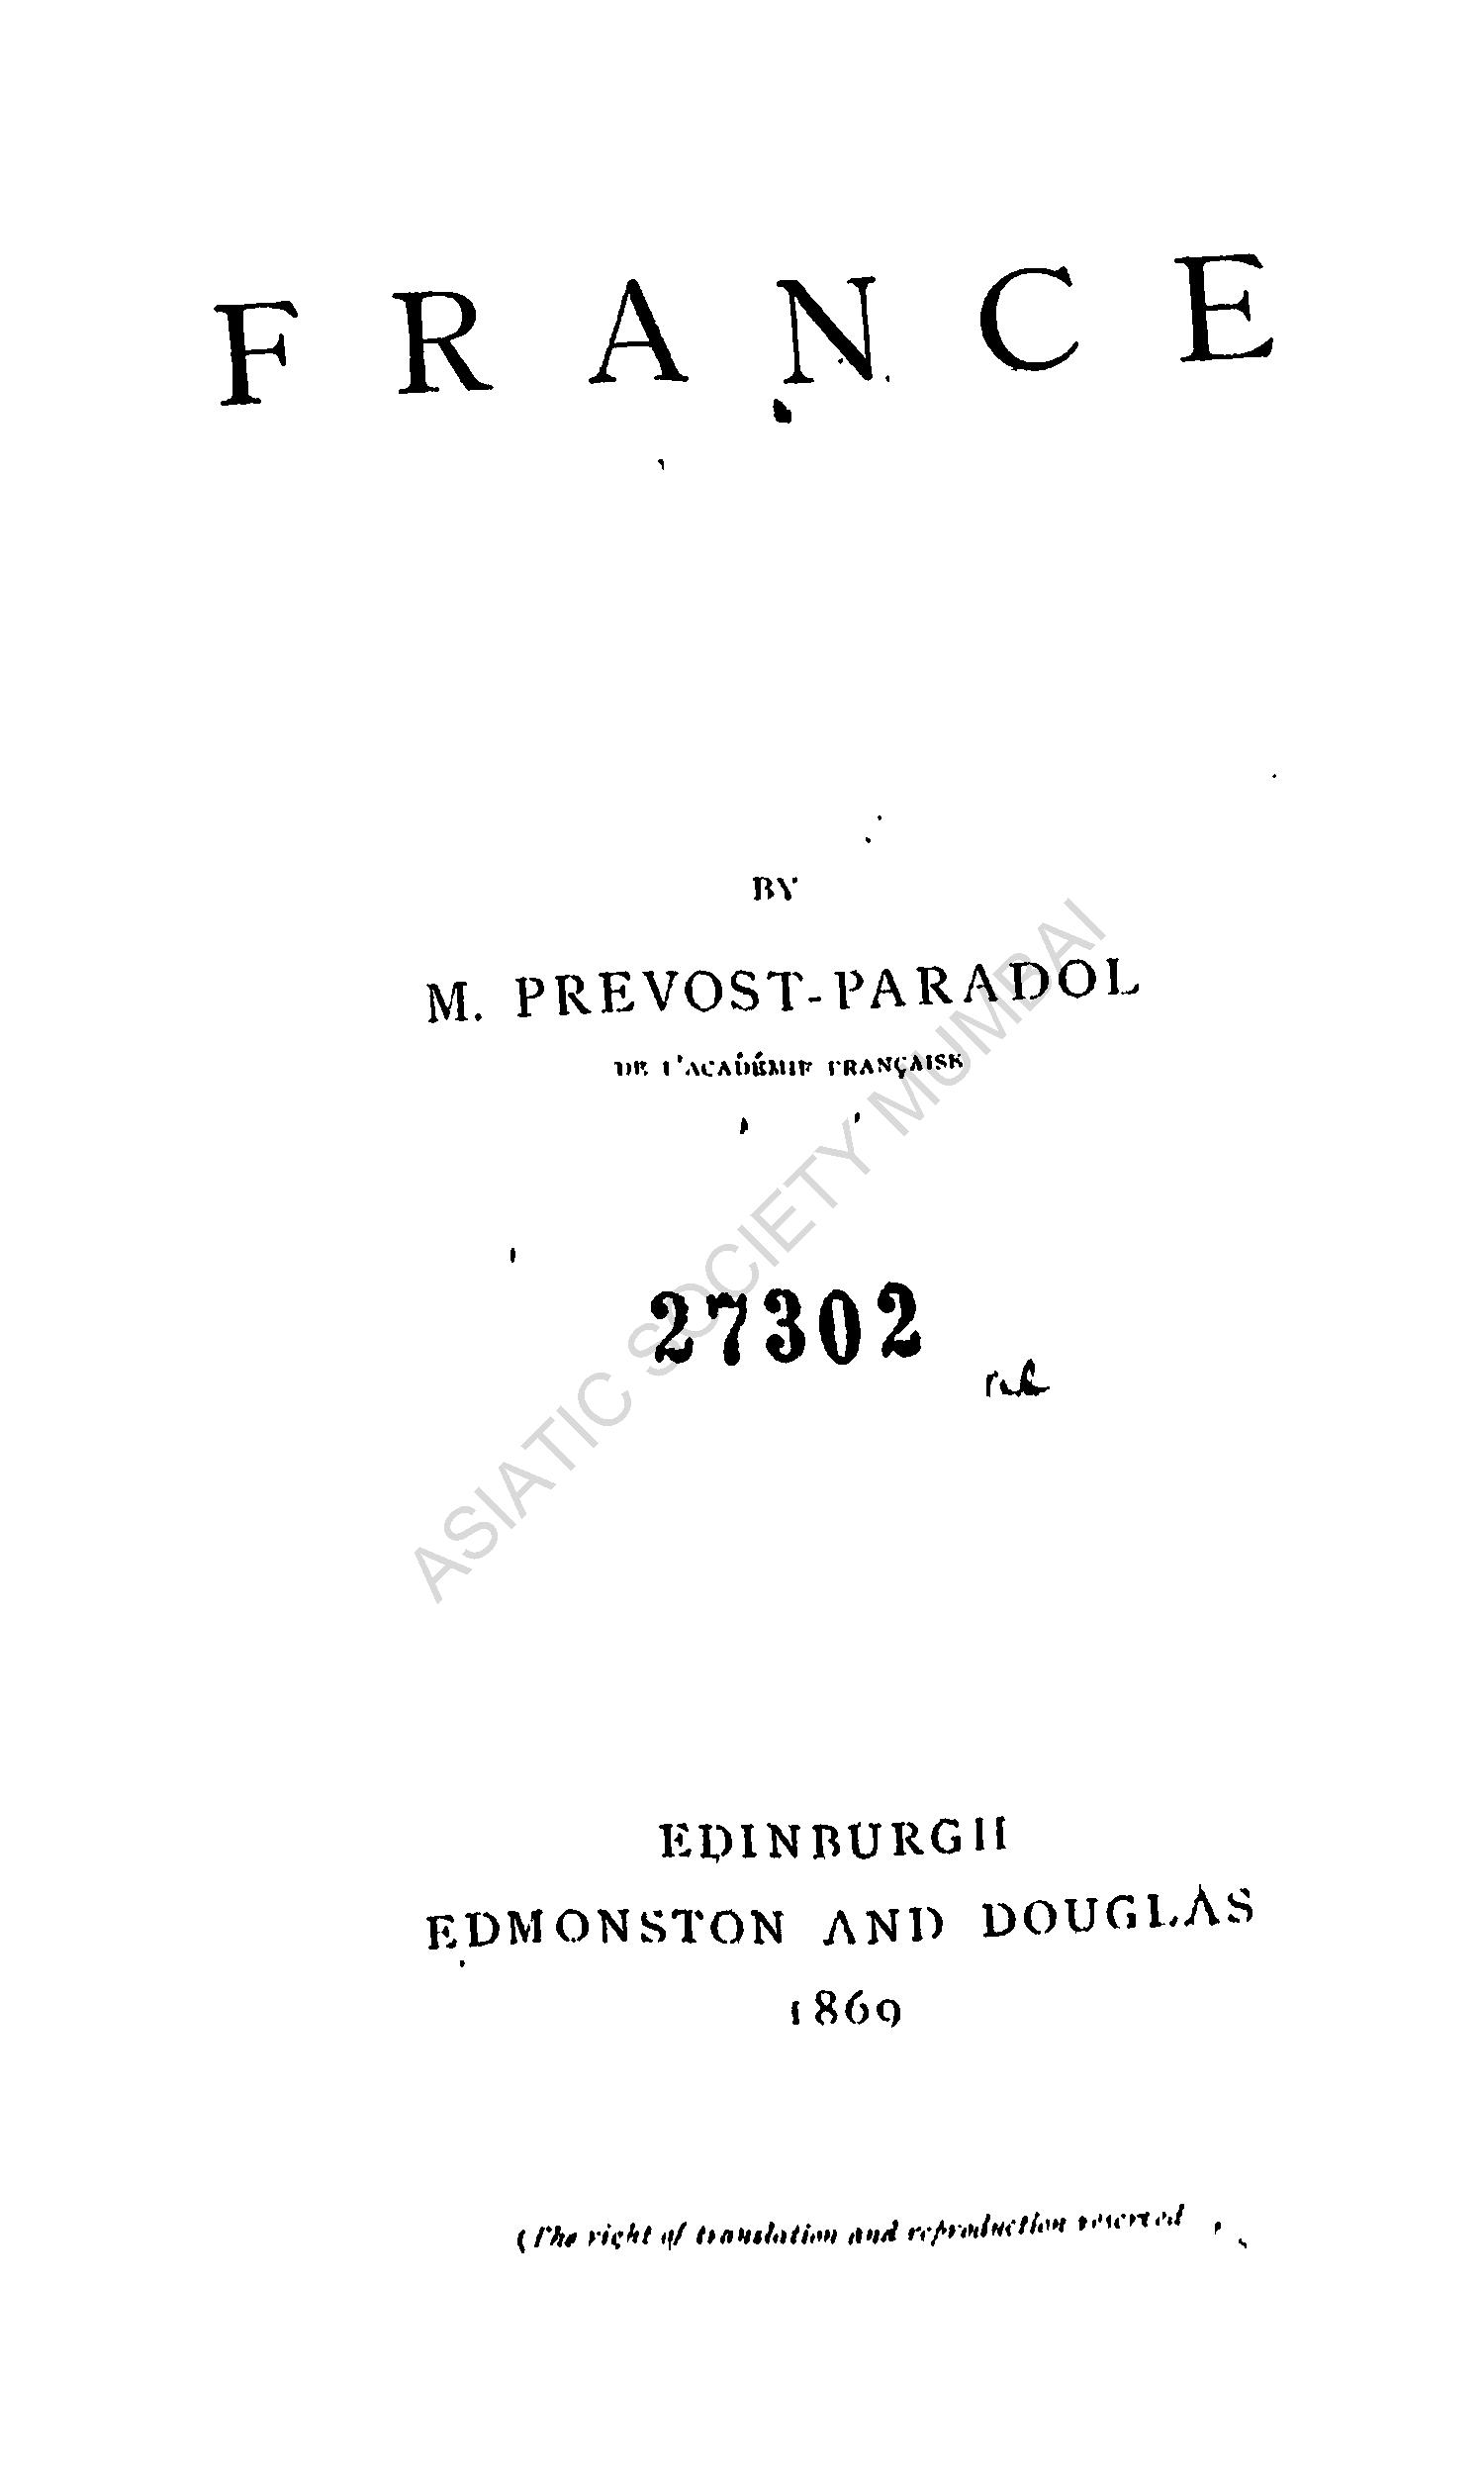 FRANCE
BY
M. PREVOST-PARADOL
DE L'ACADÉMIE FRANÇAISE
27302
ASIATIC SOCIETY MUMBAI
EDINBURGH
EDMONSTON AND DOUGLAS
1869
(The right of translation and reproduction reserved